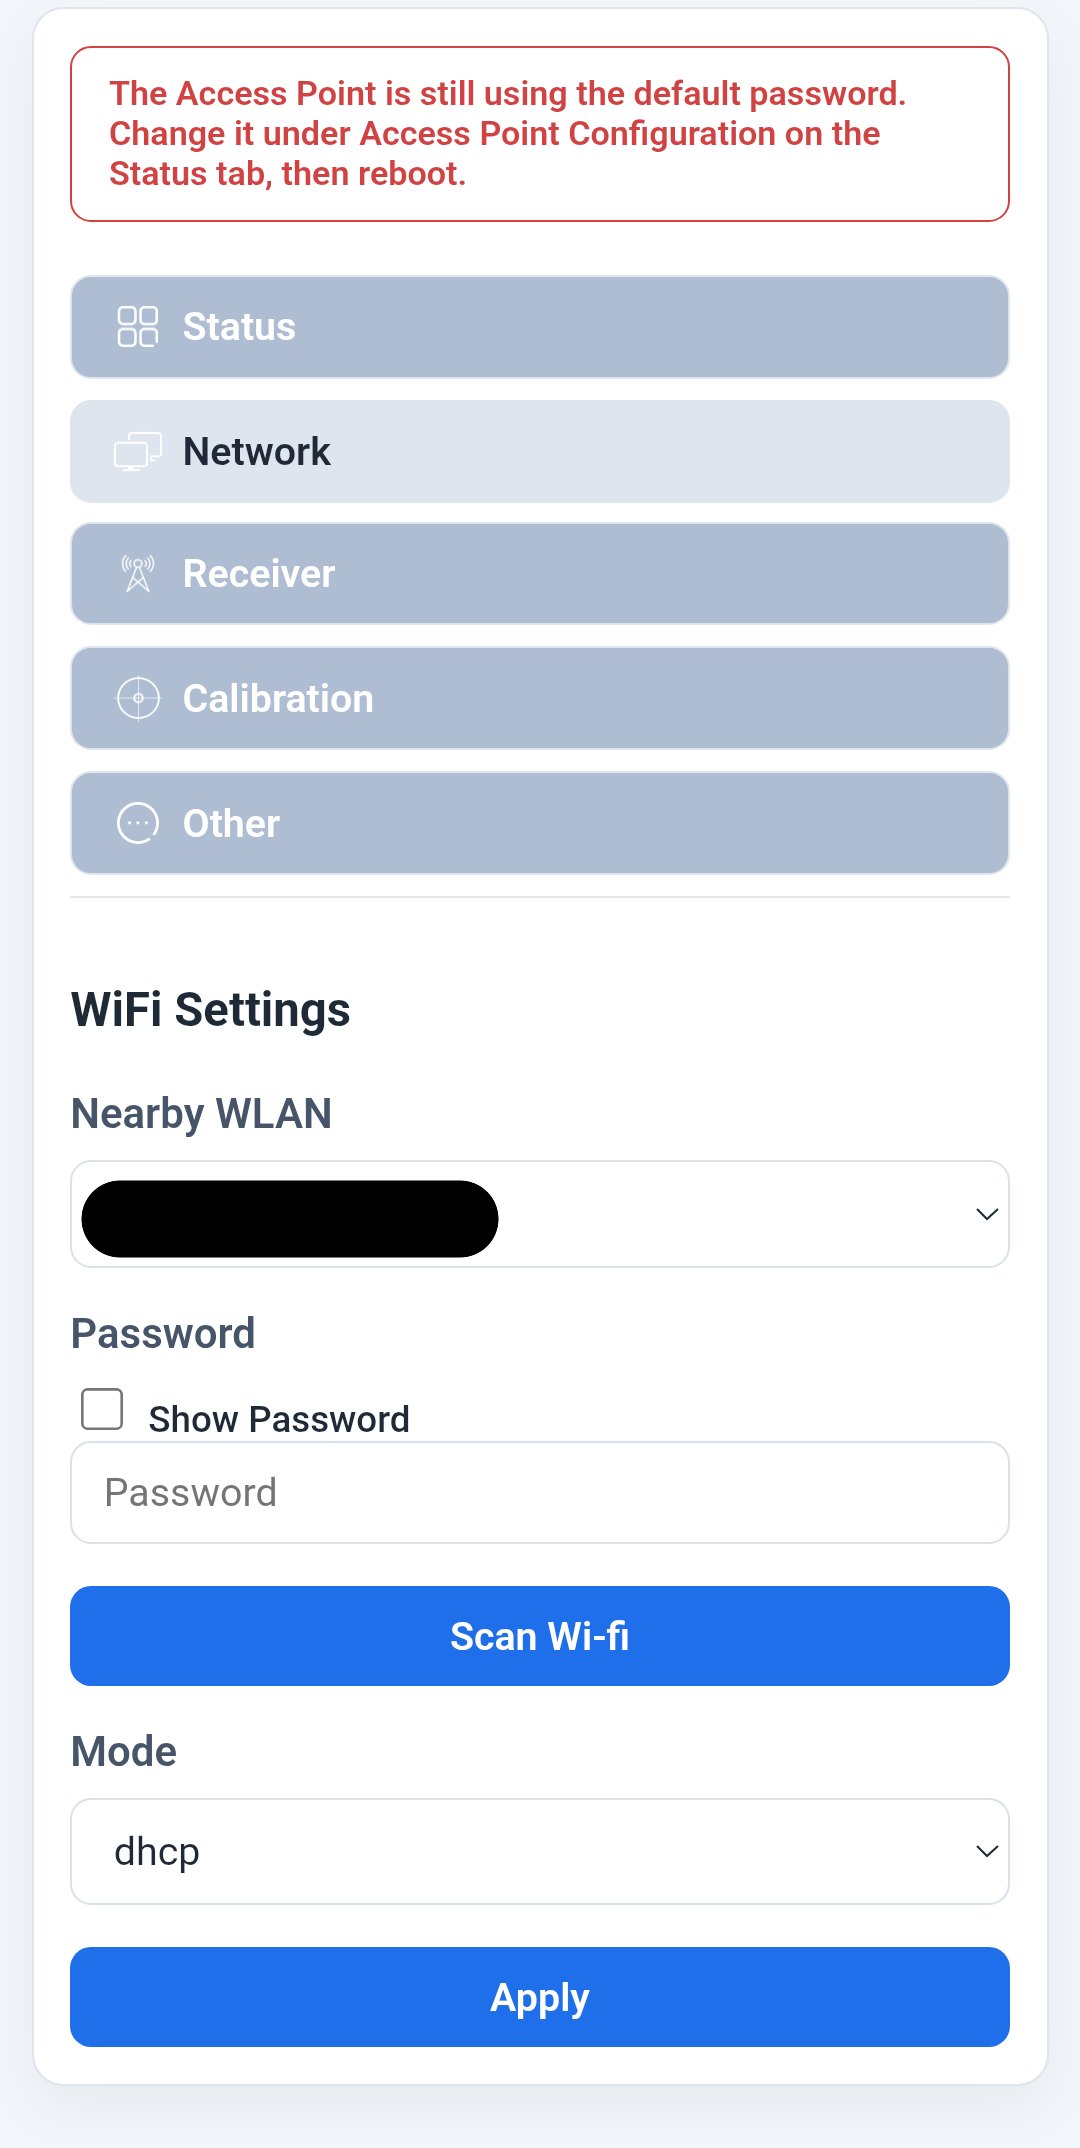 The Access Point is still using the default password.
Change it under Access Point Configuration on the
Status tab, then reboot.
Status
Network
Receiver
Calibration
Other
WiFi Settings
Nearby WLAN
Password
Show Password
Password
Scan Wi-fi
Mode
dhcp
Apply